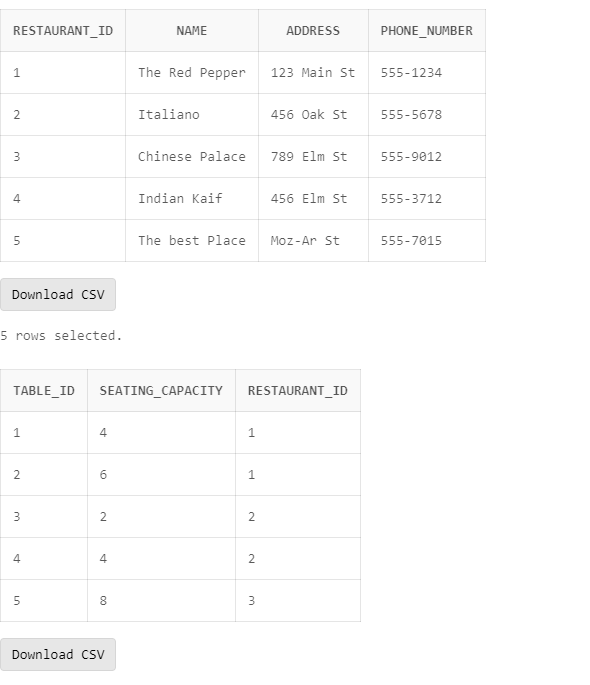 RESTAURANT_ID NAME ADDRESS PHONE_NUMBER
1 The Red Pepper 123 Main St 555-1234
2 Italiano 456 Oak St 555-5678
3 Chinese Palace 789 Elm St 555-9012
4 Indian Kaif 456 Elm St 555-3712
5 The best Place Moz-Ar St 555-7015
Download CSV
5 rows selected.
TABLE_ID SEATING_CAPACITY RESTAURANT_ID
1 4 1
2 6 1
3 2 2
4 4 2
5 8 3
Download CSV